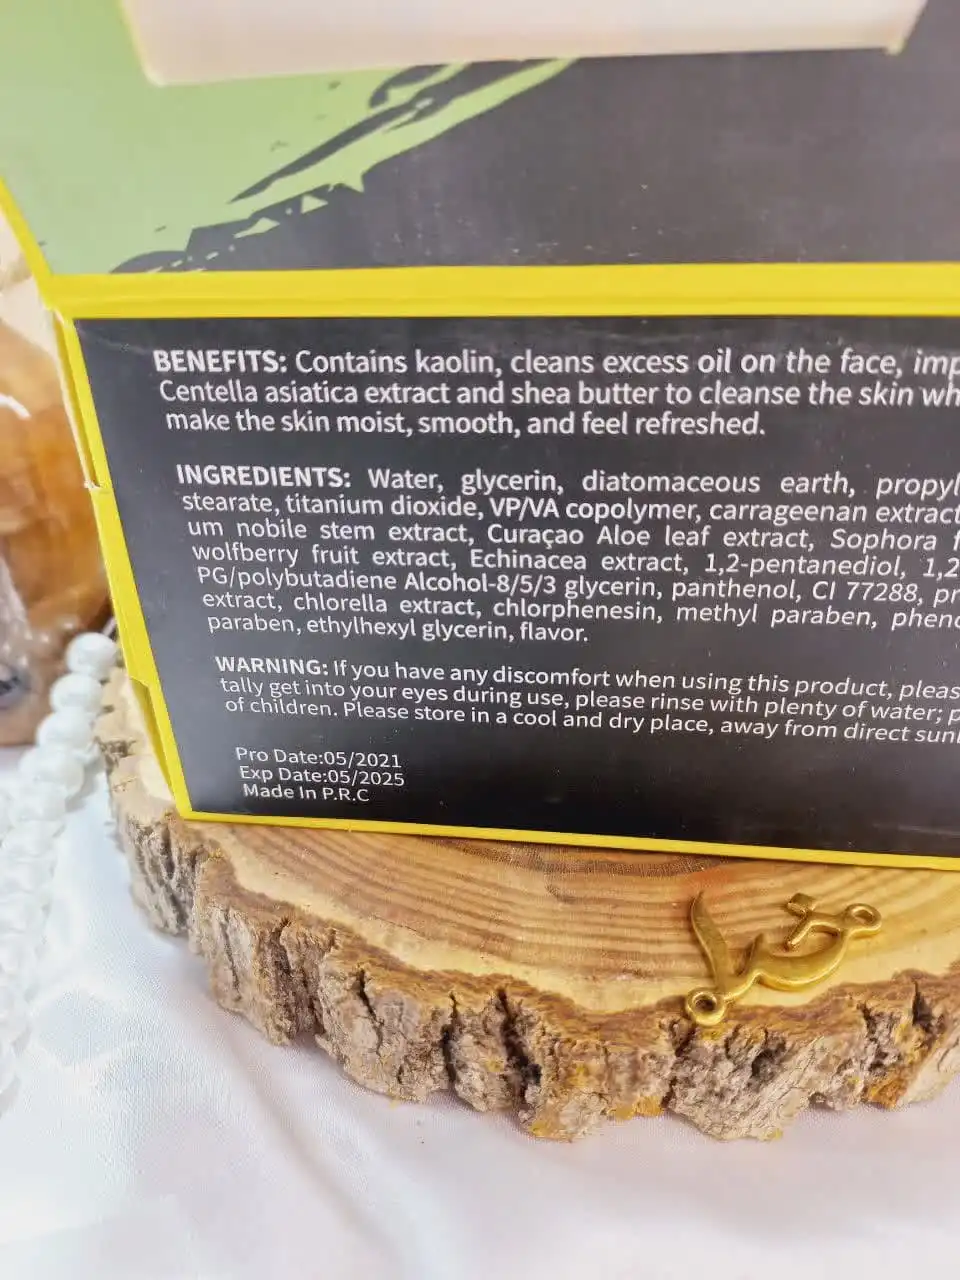 BENEFITS: Contains kaolin, cleans excess oil on the face, imp
Centella asiatica extract and shea butter to cleanse the skin wh
make the skin moist, smooth, and feel refreshed.
INGREDIENTS: Water, glycerin, diatomaceous earth, propyl
stearate, titanium dioxide, VP/VA copolymer, carrageenan extract
um nobile stem extract, Curaçao Aloe leaf extract, Sophora f
wolfberry fruit extract, Echinacea extract, 1,2-pentanediol, 1,2
PG/polybutadiene Alcohol-8/5/3 glycerin, panthenol, CI 77288, pr
extract, chlorella extract, chlorphenesin, methyl paraben, pheno
paraben, ethylhexyl glycerin, flavor.
WARNING: If you have any discomfort when using this product, pleas
tally get into your eyes during use, please rinse with plenty of water; p
of children. Please store in a cool and dry place, away from direct sunl
Pro Date:05/2021
Exp Date:05/2025
Made In P.R.C